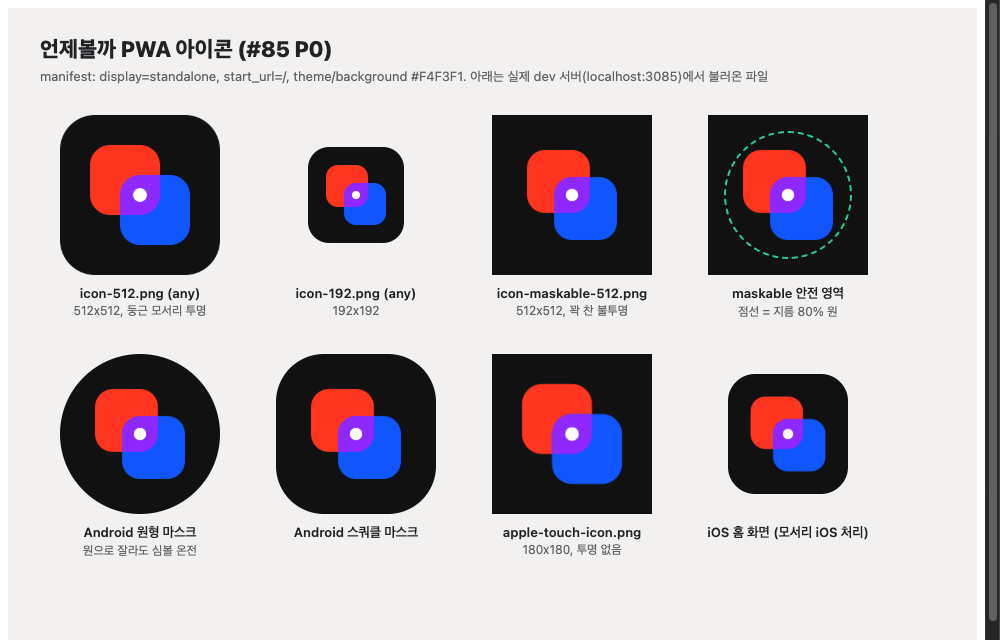 언제볼까 PWA 아이콘 (#85 P0)
manifest: display=standalone, start_url=/, theme/background #F4F3F1. 아래는 실제 dev 서버(localhost:3085)에서 불러온 파일
icon-512.png (any)
512x512, 둥근 모서리 투명
icon-192.png (any)
192x192
icon-maskable-512.png
512x512, 꽉 찬 불투명
maskable 안전 영역
점선 = 지름 80% 원
Android 원형 마스크
원으로 잘라도 심볼 온전
Android 스쿼클 마스크
apple-touch-icon.png
180x180, 투명 없음
iOS 홈 화면 (모서리 iOS 처리)